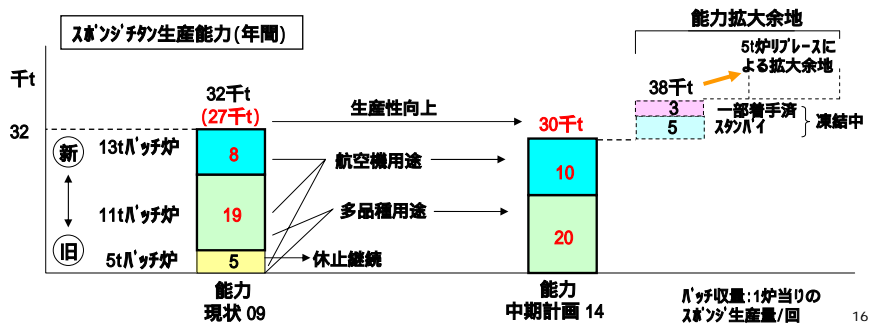 スポンジチタン生産能力(年間)
能力拡大余地
5t炉リプレースに
よる拡大余地
千t
32千t
(27千t)
生産性向上
30千t
38千t
3
5
一部着手済
スタンバイ
凍結中
32
新
旧
13tバッチ炉
8
航空機用途
10
11tバッチ炉
19
多品種用途
20
5tバッチ炉
5
休止継続
能力
現状 09
能力
中期計画 14
バッチ収量:1炉当りの
スポンジ生産量/回
16